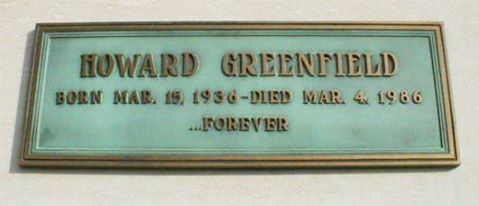 HOWARD GREENFIELD
BORN MAR. 15, 1936-DIED MAR. 4, 1986
...FOREVER